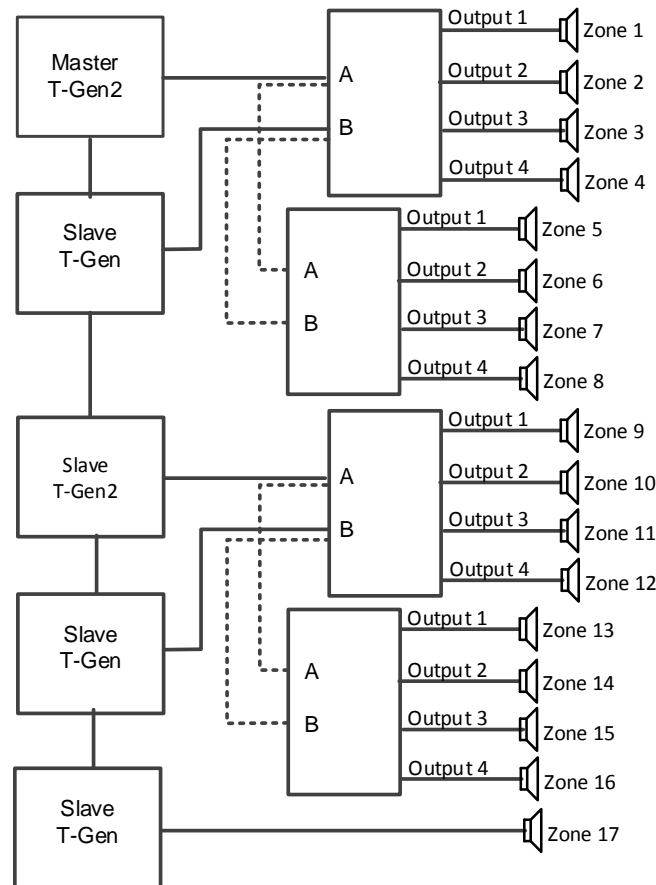 Master
T-Gen2
Slave
T-Gen
Slave
T-Gen2
Slave
T-Gen
Slave
T-Gen
A
B
Output 1
Zone 1
Output 2
Zone 2
Output 3
Zone 3
Output 4
Zone 4
A
B
Output 1
Zone 5
Output 2
Zone 6
Output 3
Zone 7
Output 4
Zone 8
A
B
Output 1
Zone 9
Output 2
Zone 10
Output 3
Zone 11
Output 4
Zone 12
A
B
Output 1
Zone 13
Output 2
Zone 14
Output 3
Zone 15
Output 4
Zone 16
Zone 17